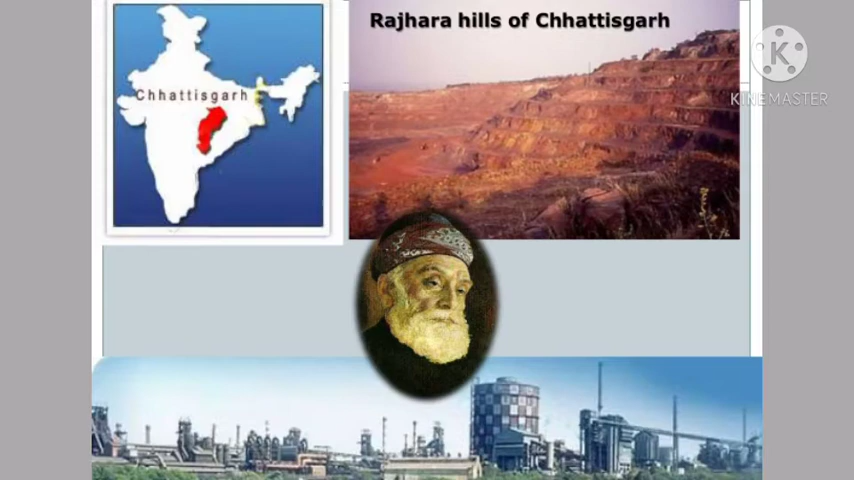 Rajhara hills of Chhattisgarh
Chhattisgarh
K
KINEMASTER